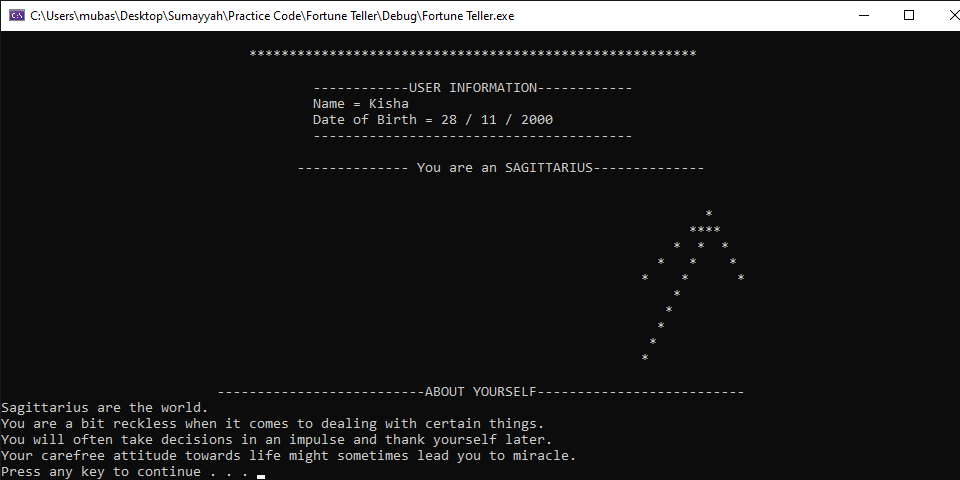 C:\Users\mubas\Desktop\Sumayyah\Practice Code\Fortune Teller\Debug\Fortune Teller.exe
********************************************************
------------USER INFORMATION------------
Name = Kisha
Date of Birth = 28 / 11 / 2000
----------------------------------------
-------------- You are an SAGITTARIUS--------------
*
****
*  *  *
*   *    *
*    *      *
*
*
*
*
*
--------------------------ABOUT YOURSELF--------------------------
Sagittarius are the world.
You are a bit reckless when it comes to dealing with certain things.
You will often take decisions in an impulse and thank yourself later.
Your carefree attitude towards life might sometimes lead you to miracle.
Press any key to continue . . .